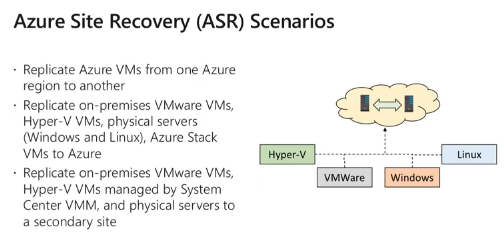 Azure Site Recovery (ASR) Scenarios
· Replicate Azure VMs from one Azure
region to another
· Replicate on-premises VMware VMs,
Hyper-V VMs, physical servers
(Windows and Linux), Azure Stack
VMs to Azure
· Replicate on-premises VMware VMs,
Hyper-V VMs managed by System
Center VMM, and physical servers to
a secondary site
Hyper-V
Linux
VMWare
Windows